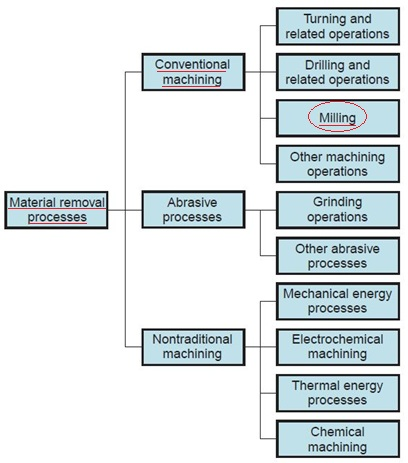 Turning and
related operations
Conventional
machining
Drilling and
related operations
Milling
Other machining
operations
Material removal
processes
Abrasive
processes
Grinding
operations
Other abrasive
processes
Nontraditional
machining
Mechanical energy
processes
Electrochemical
machining
Thermal energy
processes
Chemical
machining